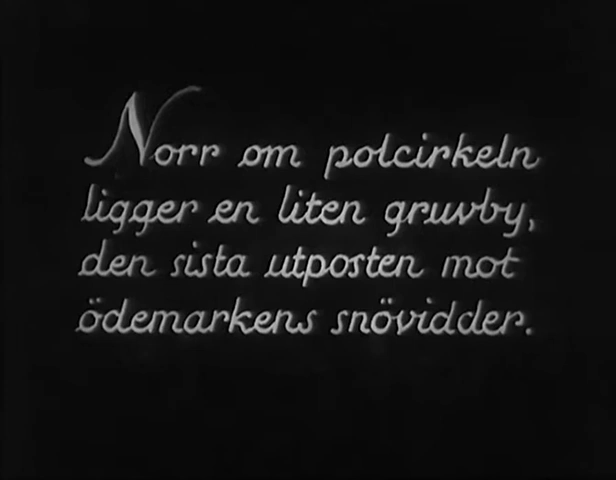 Norr om polcirkeln
ligger en liten gruvby,
den sista utposten mot
ödemarkens snövidder.